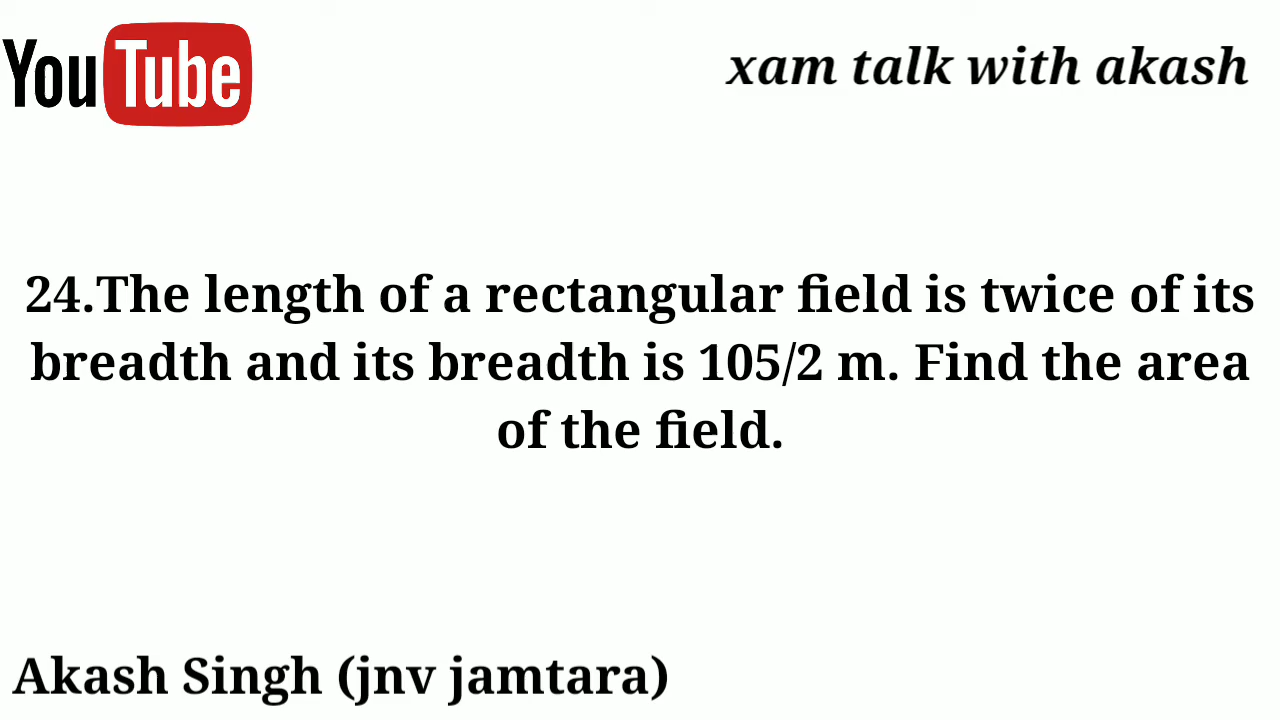 YouTube
xam talk with akash
24.The length of a rectangular field is twice of its
breadth and its breadth is 105/2 m. Find the area
of the field.
Akash Singh (jnv jamtara)